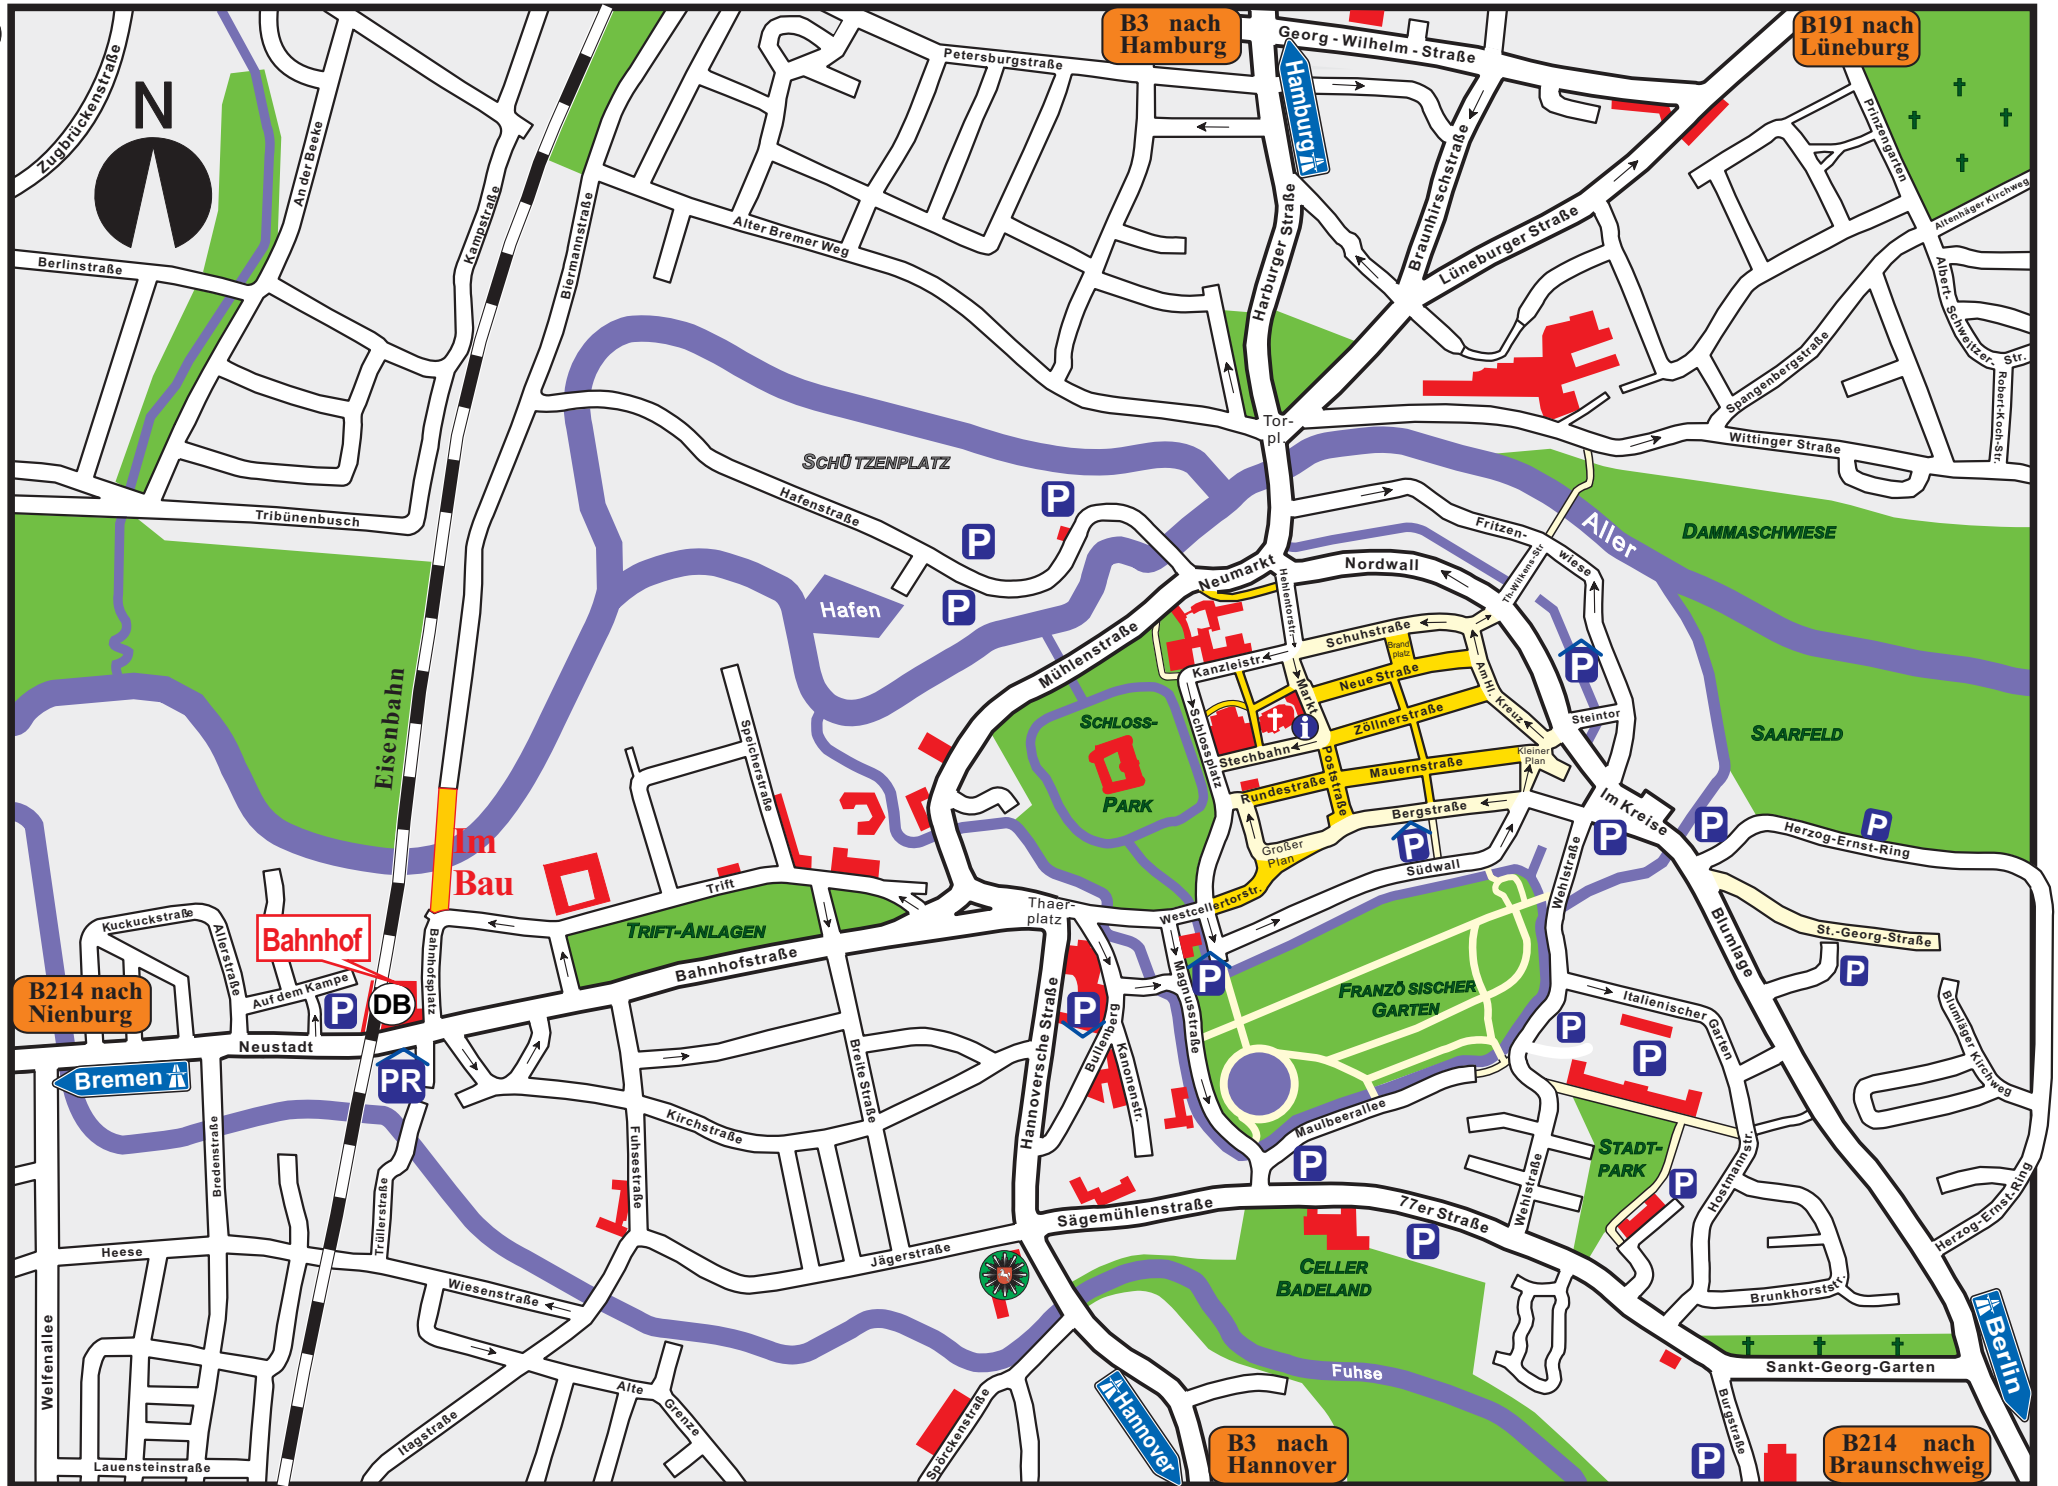 B3 nach
Hamburg
Georg - Wilhelm - Straße
B191 nach
Lüneburg
Zugbrückenstraße
N
An der Beeke
Kampstraße
Petersburgstraße
Hamburg
Braunhirschstraße
Prinzengarten
Altenhäger Kirchweg
Berlinstraße
Biermannstraße
Alter Bremer Weg
Harburger Straße
Lüneburger Straße
Albert- Schweitzer-
Str.
Robert-Koch-Str.
Spangenbergstraße
Wittinger Straße
Tor-
pl.
SCHÜTZENPLATZ
Hafenstraße
P
P
P
Tribünenbusch
Fritzen-
wiese
Aller
DAMMASCHWIESE
Neumarkt
Nordwall
Th.-Wilkens-Str.
Hafen
Hehlentorstr.
Schuhstraße
Brand
platz
Mühlenstraße
Kanzleistr.
Neue Straße
Am Hl. Kreuz
P
Eisenbahn
Markt
Zöllnerstraße
Steintor
SCHLOSS-
PARK
Schlossplatz
i
Stechbahn
Poststraße
Mauernstraße
Kleiner
Plan
SAARFELD
Speicherstraße
Rundestraße
Bergstraße
Im Kreise
P
P
P
Herzog-Ernst-Ring
Im
Bau
Großer
Plan
P
Südwall
Wehlstraße
Trift
TRIFT-ANLAGEN
Thaer-
platz
Westcellertorstr.
Kuckuckstraße
Allerstraße
Bahnhof
Bahnhofsplatz
Bahnhofstraße
Blumlage
St.-Georg-Straße
P
B214 nach
Nienburg
Auf dem Kampe
P
DB
Hannoversche Straße
P
P
Magnusstraße
FRANZÖSISCHER
GARTEN
Italienischer Garten
P
P
Blumläger Kirchweg
Neustadt
Bremen
PR
Bullenberg
Kanonenstr.
Breite Straße
Kirchstraße
Maulbeerallee
P
Bredenstraße
Trüllerstraße
Fuhsestraße
STADT-
PARK
P
Hostmannstr.
Wehlstraße
Herzog-Ernst-Ring
Sägemühlenstraße
77er Straße
P
Heese
Jägerstraße
Wiesenstraße
CELLER
BADELAND
Brunkhorststr.
Welfenallee
Fuhse
Sankt-Georg-Garten
Berlin
Alte
Grenze
Itagstraße
Spörckenstraße
Hannover
Burgstraße
P
Lauensteinstraße
B3 nach
Hannover
B214 nach
Braunschweig